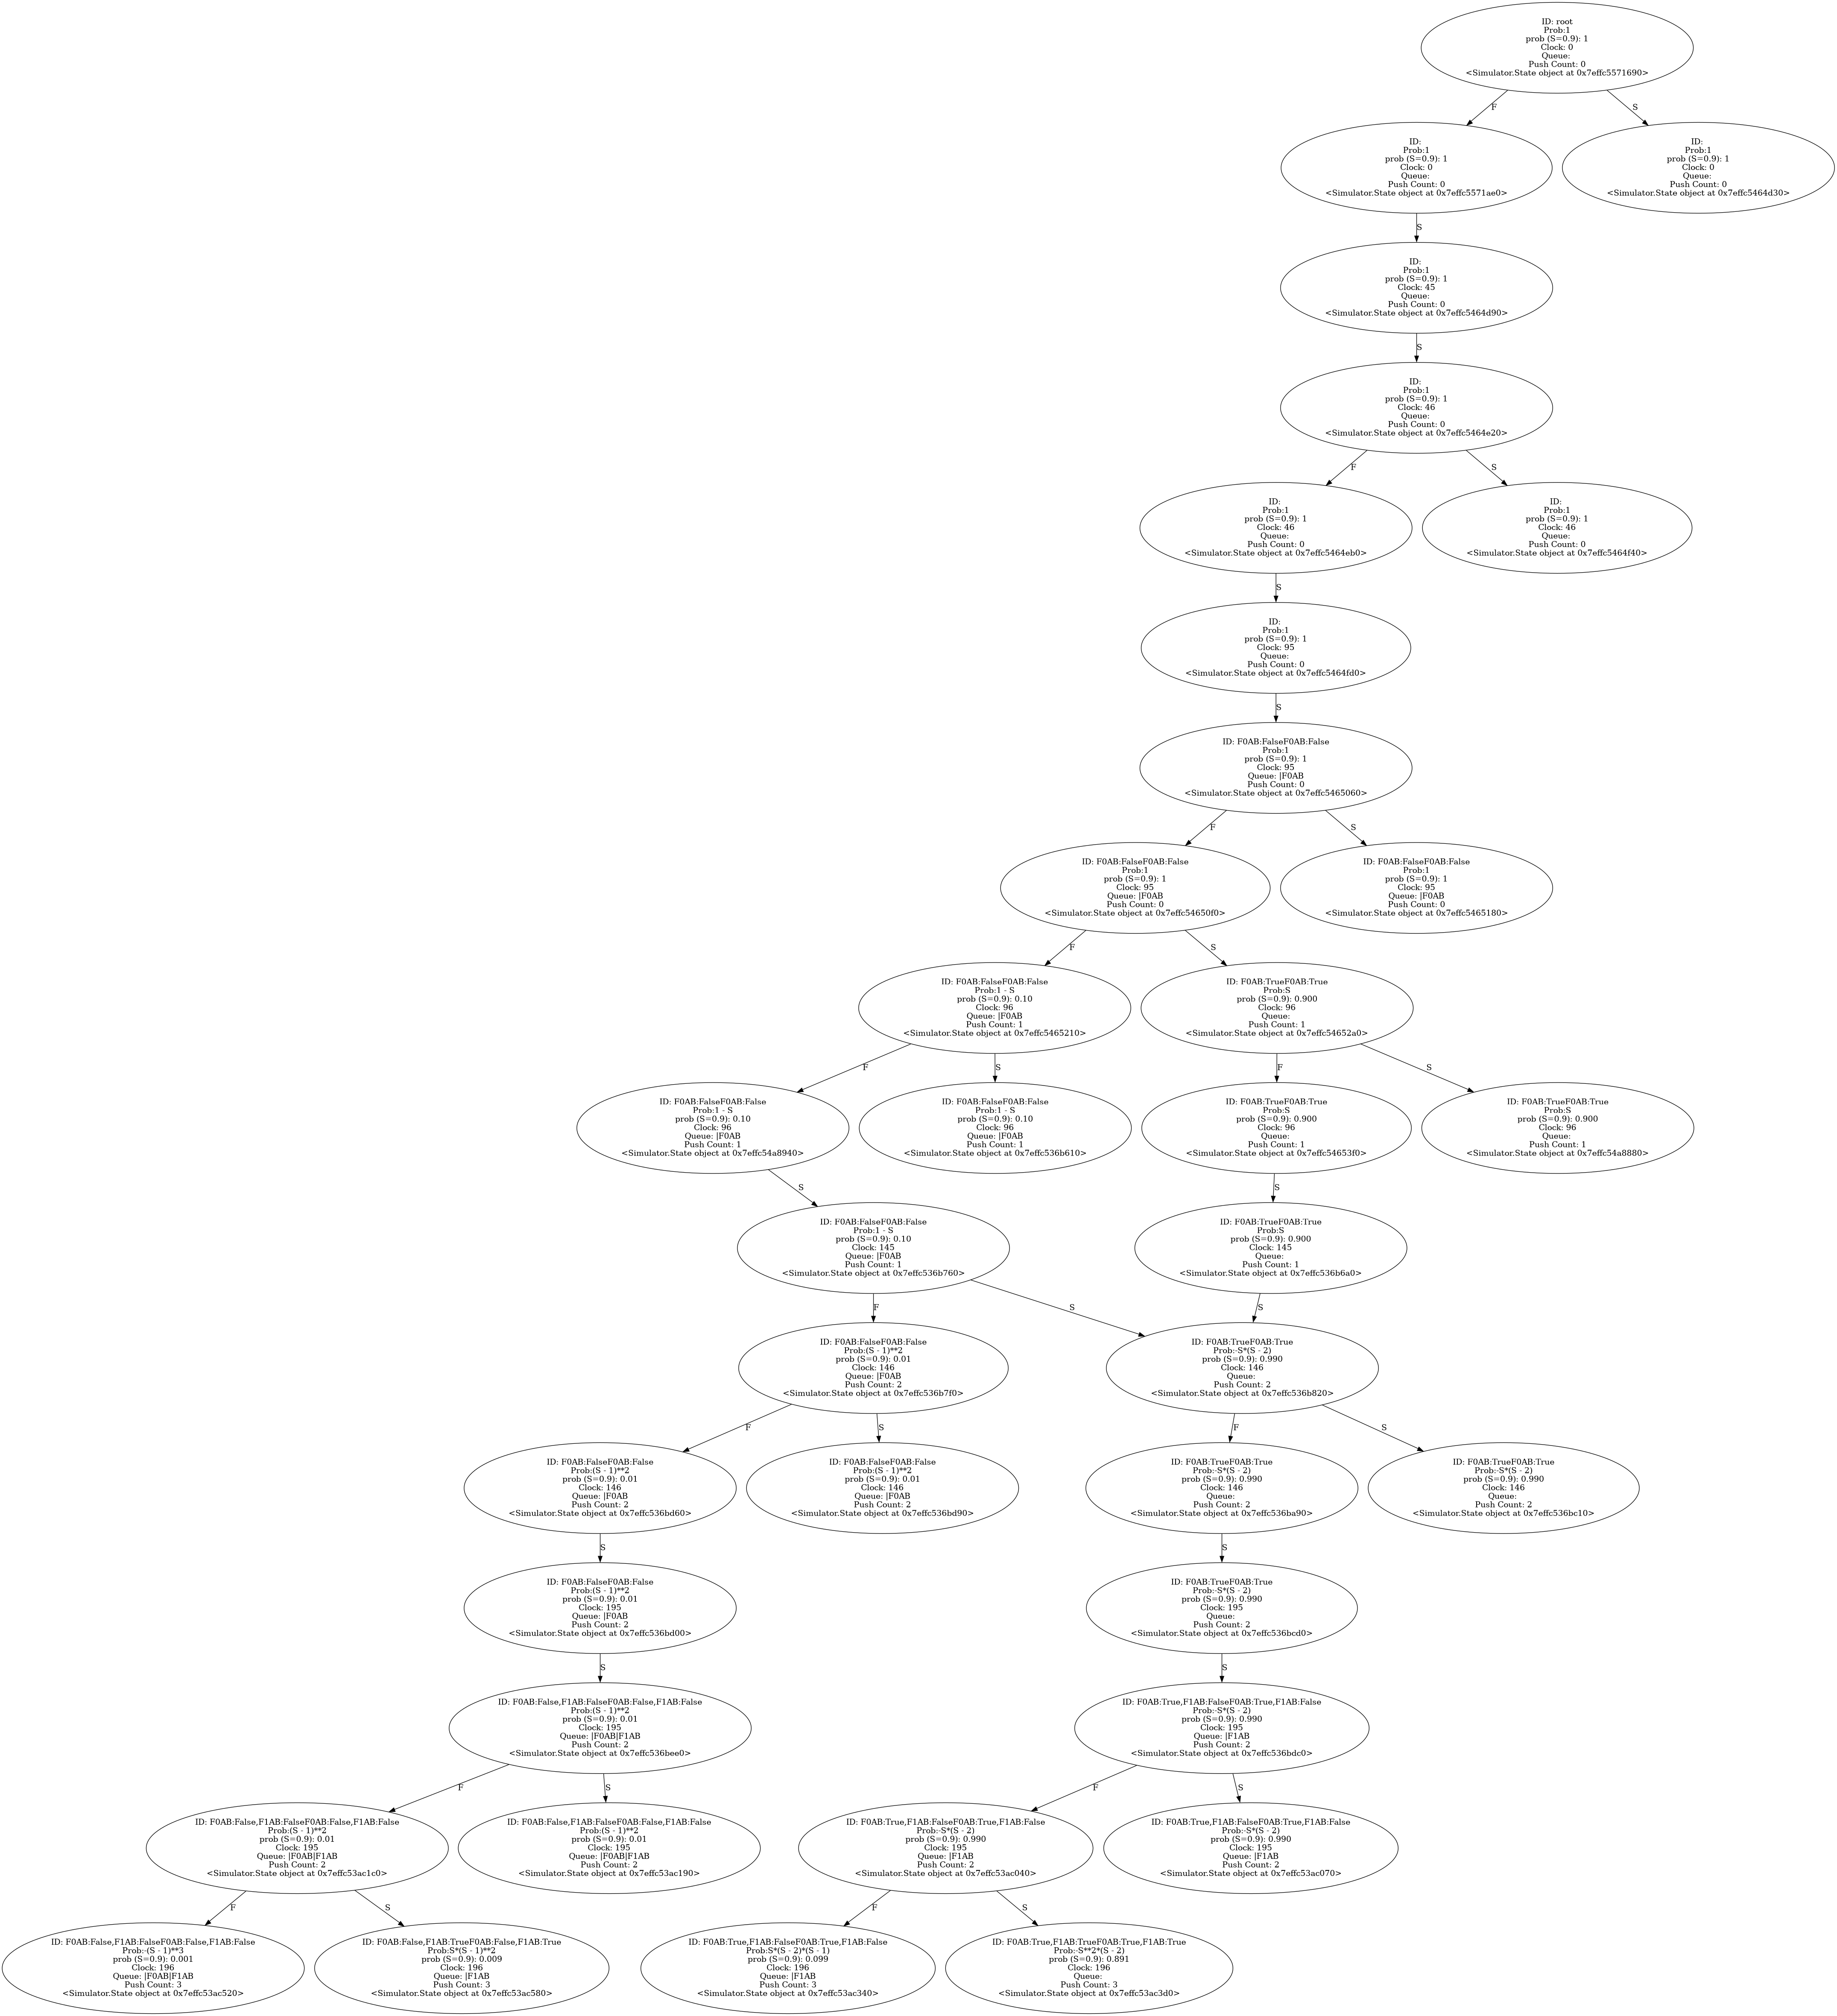 ID: root
Prob:1
prob (S=0.9): 1
Clock: 0
Queue:
Push Count: 0
<Simulator.State object at 0x7effc5571690>
F
S
ID:
Prob:1
prob (S=0.9): 1
Clock: 0
Queue:
Push Count: 0
<Simulator.State object at 0x7effc5571ae0>
ID:
Prob:1
prob (S=0.9): 1
Clock: 0
Queue:
Push Count: 0
<Simulator.State object at 0x7effc5464d30>
S
ID:
Prob:1
prob (S=0.9): 1
Clock: 45
Queue:
Push Count: 0
<Simulator.State object at 0x7effc5464d90>
S
ID:
Prob:1
prob (S=0.9): 1
Clock: 46
Queue:
Push Count: 0
<Simulator.State object at 0x7effc5464e20>
F
S
ID:
Prob:1
prob (S=0.9): 1
Clock: 46
Queue:
Push Count: 0
<Simulator.State object at 0x7effc5464eb0>
ID:
Prob:1
prob (S=0.9): 1
Clock: 46
Queue:
Push Count: 0
<Simulator.State object at 0x7effc5464f40>
S
ID:
Prob:1
prob (S=0.9): 1
Clock: 95
Queue:
Push Count: 0
<Simulator.State object at 0x7effc5464fd0>
S
ID: F0AB:FalseF0AB:False
Prob:1
prob (S=0.9): 1
Clock: 95
Queue: |F0AB
Push Count: 0
<Simulator.State object at 0x7effc5465060>
F
S
ID: F0AB:FalseF0AB:False
Prob:1
prob (S=0.9): 1
Clock: 95
Queue: |F0AB
Push Count: 0
<Simulator.State object at 0x7effc54650f0>
ID: F0AB:FalseF0AB:False
Prob:1
prob (S=0.9): 1
Clock: 95
Queue: |F0AB
Push Count: 0
<Simulator.State object at 0x7effc5465180>
F
S
ID: F0AB:FalseF0AB:False
Prob:1 - S
prob (S=0.9): 0.10
Clock: 96
Queue: |F0AB
Push Count: 1
<Simulator.State object at 0x7effc5465210>
ID: F0AB:TrueF0AB:True
Prob:S
prob (S=0.9): 0.900
Clock: 96
Queue:
Push Count: 1
<Simulator.State object at 0x7effc54652a0>
F
S
F
S
ID: F0AB:FalseF0AB:False
Prob:1 - S
prob (S=0.9): 0.10
Clock: 96
Queue: |F0AB
Push Count: 1
<Simulator.State object at 0x7effc54a8940>
ID: F0AB:FalseF0AB:False
Prob:1 - S
prob (S=0.9): 0.10
Clock: 96
Queue: |F0AB
Push Count: 1
<Simulator.State object at 0x7effc536b610>
ID: F0AB:TrueF0AB:True
Prob:S
prob (S=0.9): 0.900
Clock: 96
Queue:
Push Count: 1
<Simulator.State object at 0x7effc54653f0>
ID: F0AB:TrueF0AB:True
Prob:S
prob (S=0.9): 0.900
Clock: 96
Queue:
Push Count: 1
<Simulator.State object at 0x7effc54a8880>
S
S
ID: F0AB:FalseF0AB:False
Prob:1 - S
prob (S=0.9): 0.10
Clock: 145
Queue: |F0AB
Push Count: 1
<Simulator.State object at 0x7effc536b760>
ID: F0AB:TrueF0AB:True
Prob:S
prob (S=0.9): 0.900
Clock: 145
Queue:
Push Count: 1
<Simulator.State object at 0x7effc536b6a0>
F
S
S
ID: F0AB:FalseF0AB:False
Prob:(S - 1)**2
prob (S=0.9): 0.01
Clock: 146
Queue: |F0AB
Push Count: 2
<Simulator.State object at 0x7effc536b7f0>
ID: F0AB:TrueF0AB:True
Prob:-S*(S - 2)
prob (S=0.9): 0.990
Clock: 146
Queue:
Push Count: 2
<Simulator.State object at 0x7effc536b820>
F
S
F
S
ID: F0AB:FalseF0AB:False
Prob:(S - 1)**2
prob (S=0.9): 0.01
Clock: 146
Queue: |F0AB
Push Count: 2
<Simulator.State object at 0x7effc536bd60>
ID: F0AB:FalseF0AB:False
Prob:(S - 1)**2
prob (S=0.9): 0.01
Clock: 146
Queue: |F0AB
Push Count: 2
<Simulator.State object at 0x7effc536bd90>
ID: F0AB:TrueF0AB:True
Prob:-S*(S - 2)
prob (S=0.9): 0.990
Clock: 146
Queue:
Push Count: 2
<Simulator.State object at 0x7effc536ba90>
ID: F0AB:TrueF0AB:True
Prob:-S*(S - 2)
prob (S=0.9): 0.990
Clock: 146
Queue:
Push Count: 2
<Simulator.State object at 0x7effc536bc10>
S
S
ID: F0AB:FalseF0AB:False
Prob:(S - 1)**2
prob (S=0.9): 0.01
Clock: 195
Queue: |F0AB
Push Count: 2
<Simulator.State object at 0x7effc536bd00>
ID: F0AB:TrueF0AB:True
Prob:-S*(S - 2)
prob (S=0.9): 0.990
Clock: 195
Queue:
Push Count: 2
<Simulator.State object at 0x7effc536bcd0>
S
S
ID: F0AB:False,F1AB:FalseF0AB:False,F1AB:False
Prob:(S - 1)**2
prob (S=0.9): 0.01
Clock: 195
Queue: |F0AB|F1AB
Push Count: 2
<Simulator.State object at 0x7effc536bee0>
ID: F0AB:True,F1AB:FalseF0AB:True,F1AB:False
Prob:-S*(S - 2)
prob (S=0.9): 0.990
Clock: 195
Queue: |F1AB
Push Count: 2
<Simulator.State object at 0x7effc536bdc0>
F
S
F
S
ID: F0AB:False,F1AB:FalseF0AB:False,F1AB:False
Prob:(S - 1)**2
prob (S=0.9): 0.01
Clock: 195
Queue: |F0AB|F1AB
Push Count: 2
<Simulator.State object at 0x7effc53ac1c0>
ID: F0AB:False,F1AB:FalseF0AB:False,F1AB:False
Prob:(S - 1)**2
prob (S=0.9): 0.01
Clock: 195
Queue: |F0AB|F1AB
Push Count: 2
<Simulator.State object at 0x7effc53ac190>
ID: F0AB:True,F1AB:FalseF0AB:True,F1AB:False
Prob:-S*(S - 2)
prob (S=0.9): 0.990
Clock: 195
Queue: |F1AB
Push Count: 2
<Simulator.State object at 0x7effc53ac040>
ID: F0AB:True,F1AB:FalseF0AB:True,F1AB:False
Prob:-S*(S - 2)
prob (S=0.9): 0.990
Clock: 195
Queue: |F1AB
Push Count: 2
<Simulator.State object at 0x7effc53ac070>
F
S
F
S
ID: F0AB:False,F1AB:FalseF0AB:False,F1AB:False
Prob:-(S - 1)**3
prob (S=0.9): 0.001
Clock: 196
Queue: |F0AB|F1AB
Push Count: 3
<Simulator.State object at 0x7effc53ac520>
ID: F0AB:False,F1AB:TrueF0AB:False,F1AB:True
Prob:S*(S - 1)**2
prob (S=0.9): 0.009
Clock: 196
Queue: |F1AB
Push Count: 3
<Simulator.State object at 0x7effc53ac580>
ID: F0AB:True,F1AB:FalseF0AB:True,F1AB:False
Prob:S*(S - 2)*(S - 1)
prob (S=0.9): 0.099
Clock: 196
Queue: |F1AB
Push Count: 3
<Simulator.State object at 0x7effc53ac340>
ID: F0AB:True,F1AB:TrueF0AB:True,F1AB:True
Prob:-S**2*(S - 2)
prob (S=0.9): 0.891
Clock: 196
Queue:
Push Count: 3
<Simulator.State object at 0x7effc53ac3d0>